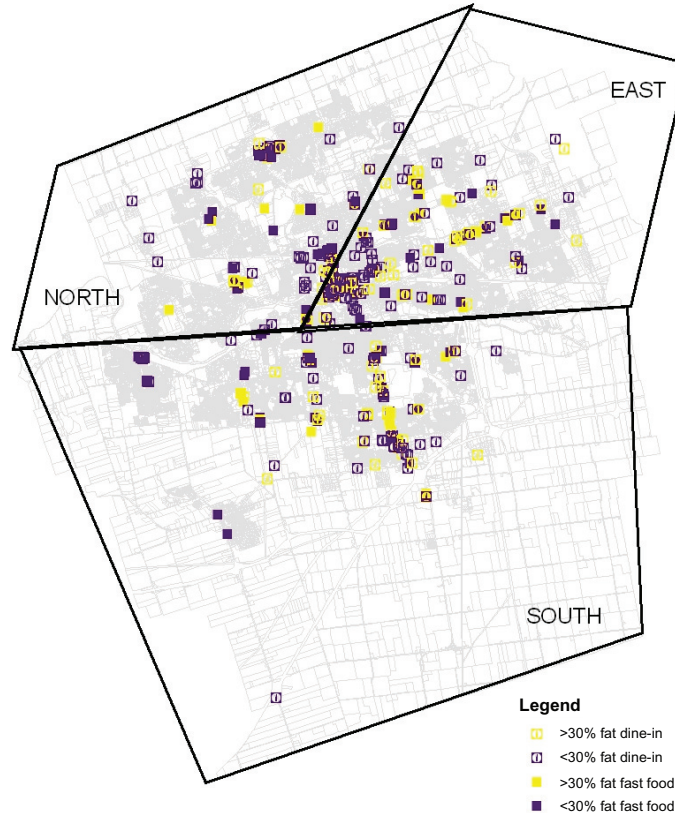 EAST
NORTH
SOUTH
Legend
>30% fat dine-in
<30% fat dine-in
>30% fat fast food
<30% fat fast food